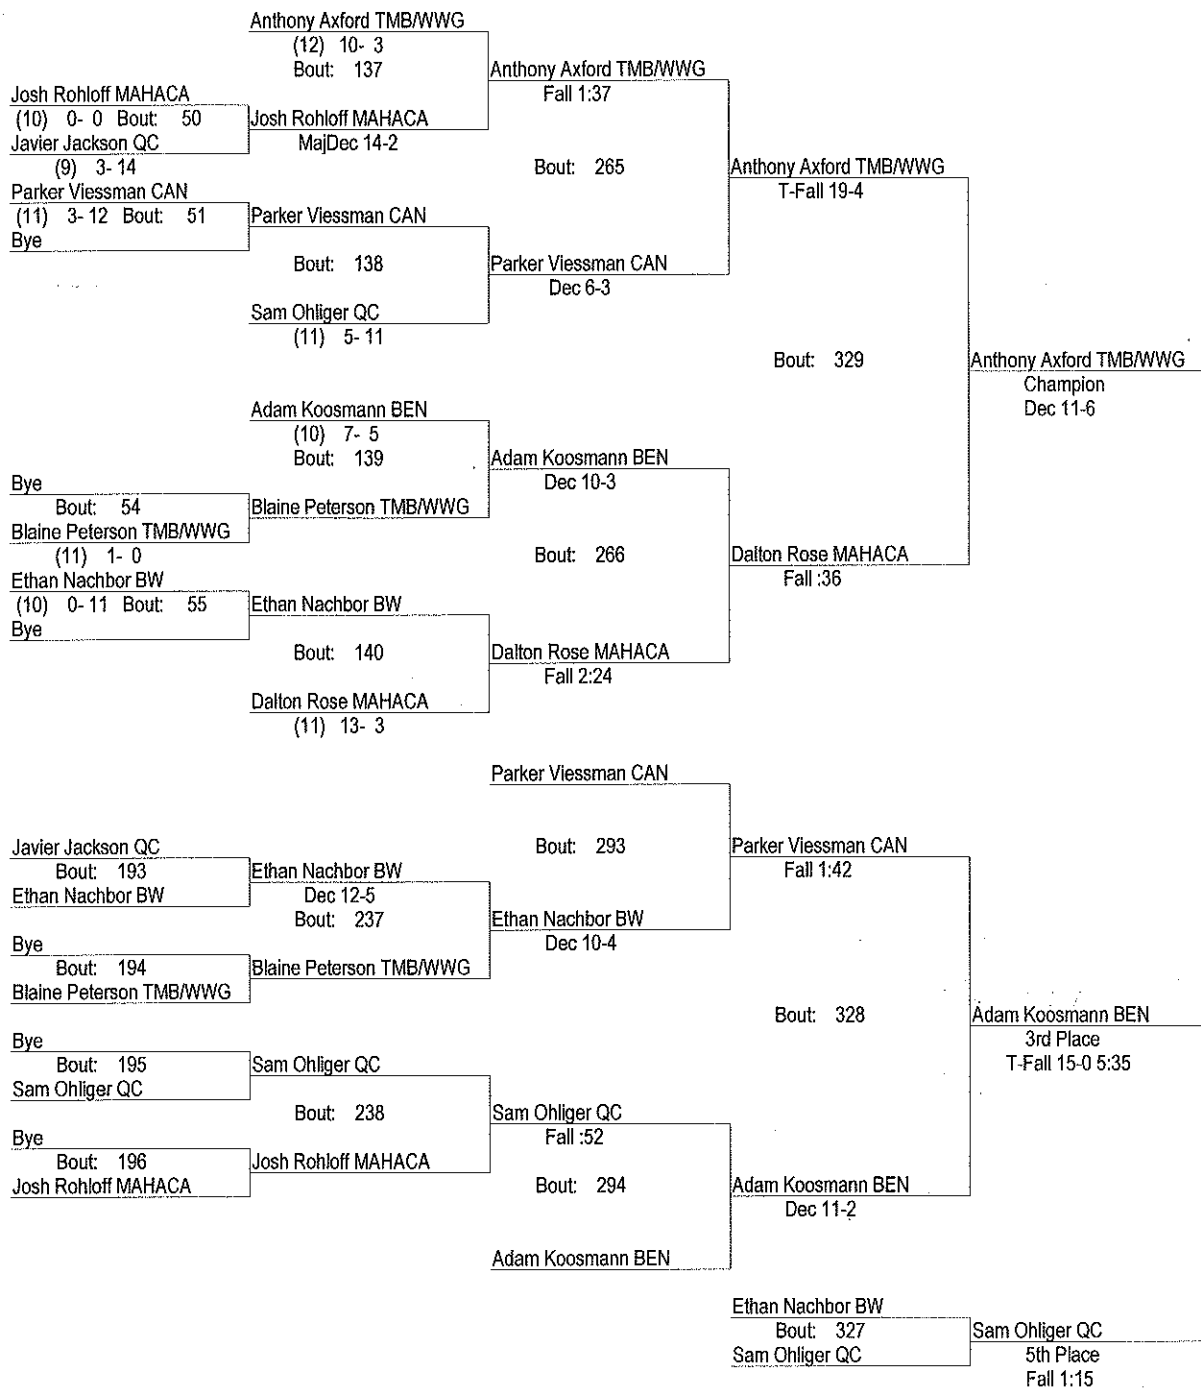 Anthony Axford TMB/WWG
(12) 10- 3
Bout: 137
Anthony Axford TMB/WWG
Fall 1:37
Josh Rohloff MAHACA
(10) 0- 0 Bout: 50
Josh Rohloff MAHACA
MajDec 14-2
Javier Jackson QC
(9) 3- 14
Bout: 265
Anthony Axford TMB/WWG
T-Fall 19-4
Parker Viessman CAN
(11) 3- 12 Bout: 51
Parker Viessman CAN
Bye
Bout: 138
Parker Viessman CAN
Dec 6-3
Sam Ohliger QC
(11) 5- 11
Bout: 329
Anthony Axford TMB/WWG
Champion
Dec 11-6
Adam Koosmann BEN
(10) 7- 5
Bout: 139
Adam Koosmann BEN
Dec 10-3
Bye
Bout: 54
Blaine Peterson TMB/WWG
Blaine Peterson TMB/WWG
(11) 1- 0
Bout: 266
Dalton Rose MAHACA
Fall :36
Ethan Nachbor BW
(10) 0- 11 Bout: 55
Ethan Nachbor BW
Bye
Bout: 140
Dalton Rose MAHACA
Fall 2:24
Dalton Rose MAHACA
(11) 13- 3
Parker Viessman CAN
Bout: 293
Parker Viessman CAN
Fall 1:42
Javier Jackson QC
Bout: 193
Ethan Nachbor BW
Ethan Nachbor BW
Dec 12-5
Bout: 237
Ethan Nachbor BW
Dec 10-4
Bye
Bout: 194
Blaine Peterson TMB/WWG
Blaine Peterson TMB/WWG
Bout: 328
Adam Koosmann BEN
3rd Place
T-Fall 15-0 5:35
Bye
Bout: 195
Sam Ohliger QC
Sam Ohliger QC
Bout: 238
Sam Ohliger QC
Fall :52
Bye
Bout: 196
Josh Rohloff MAHACA
Josh Rohloff MAHACA
Bout: 294
Adam Koosmann BEN
Dec 11-2
Adam Koosmann BEN
Ethan Nachbor BW
Bout: 327
Sam Ohliger QC
Sam Ohliger QC
5th Place
Fall 1:15